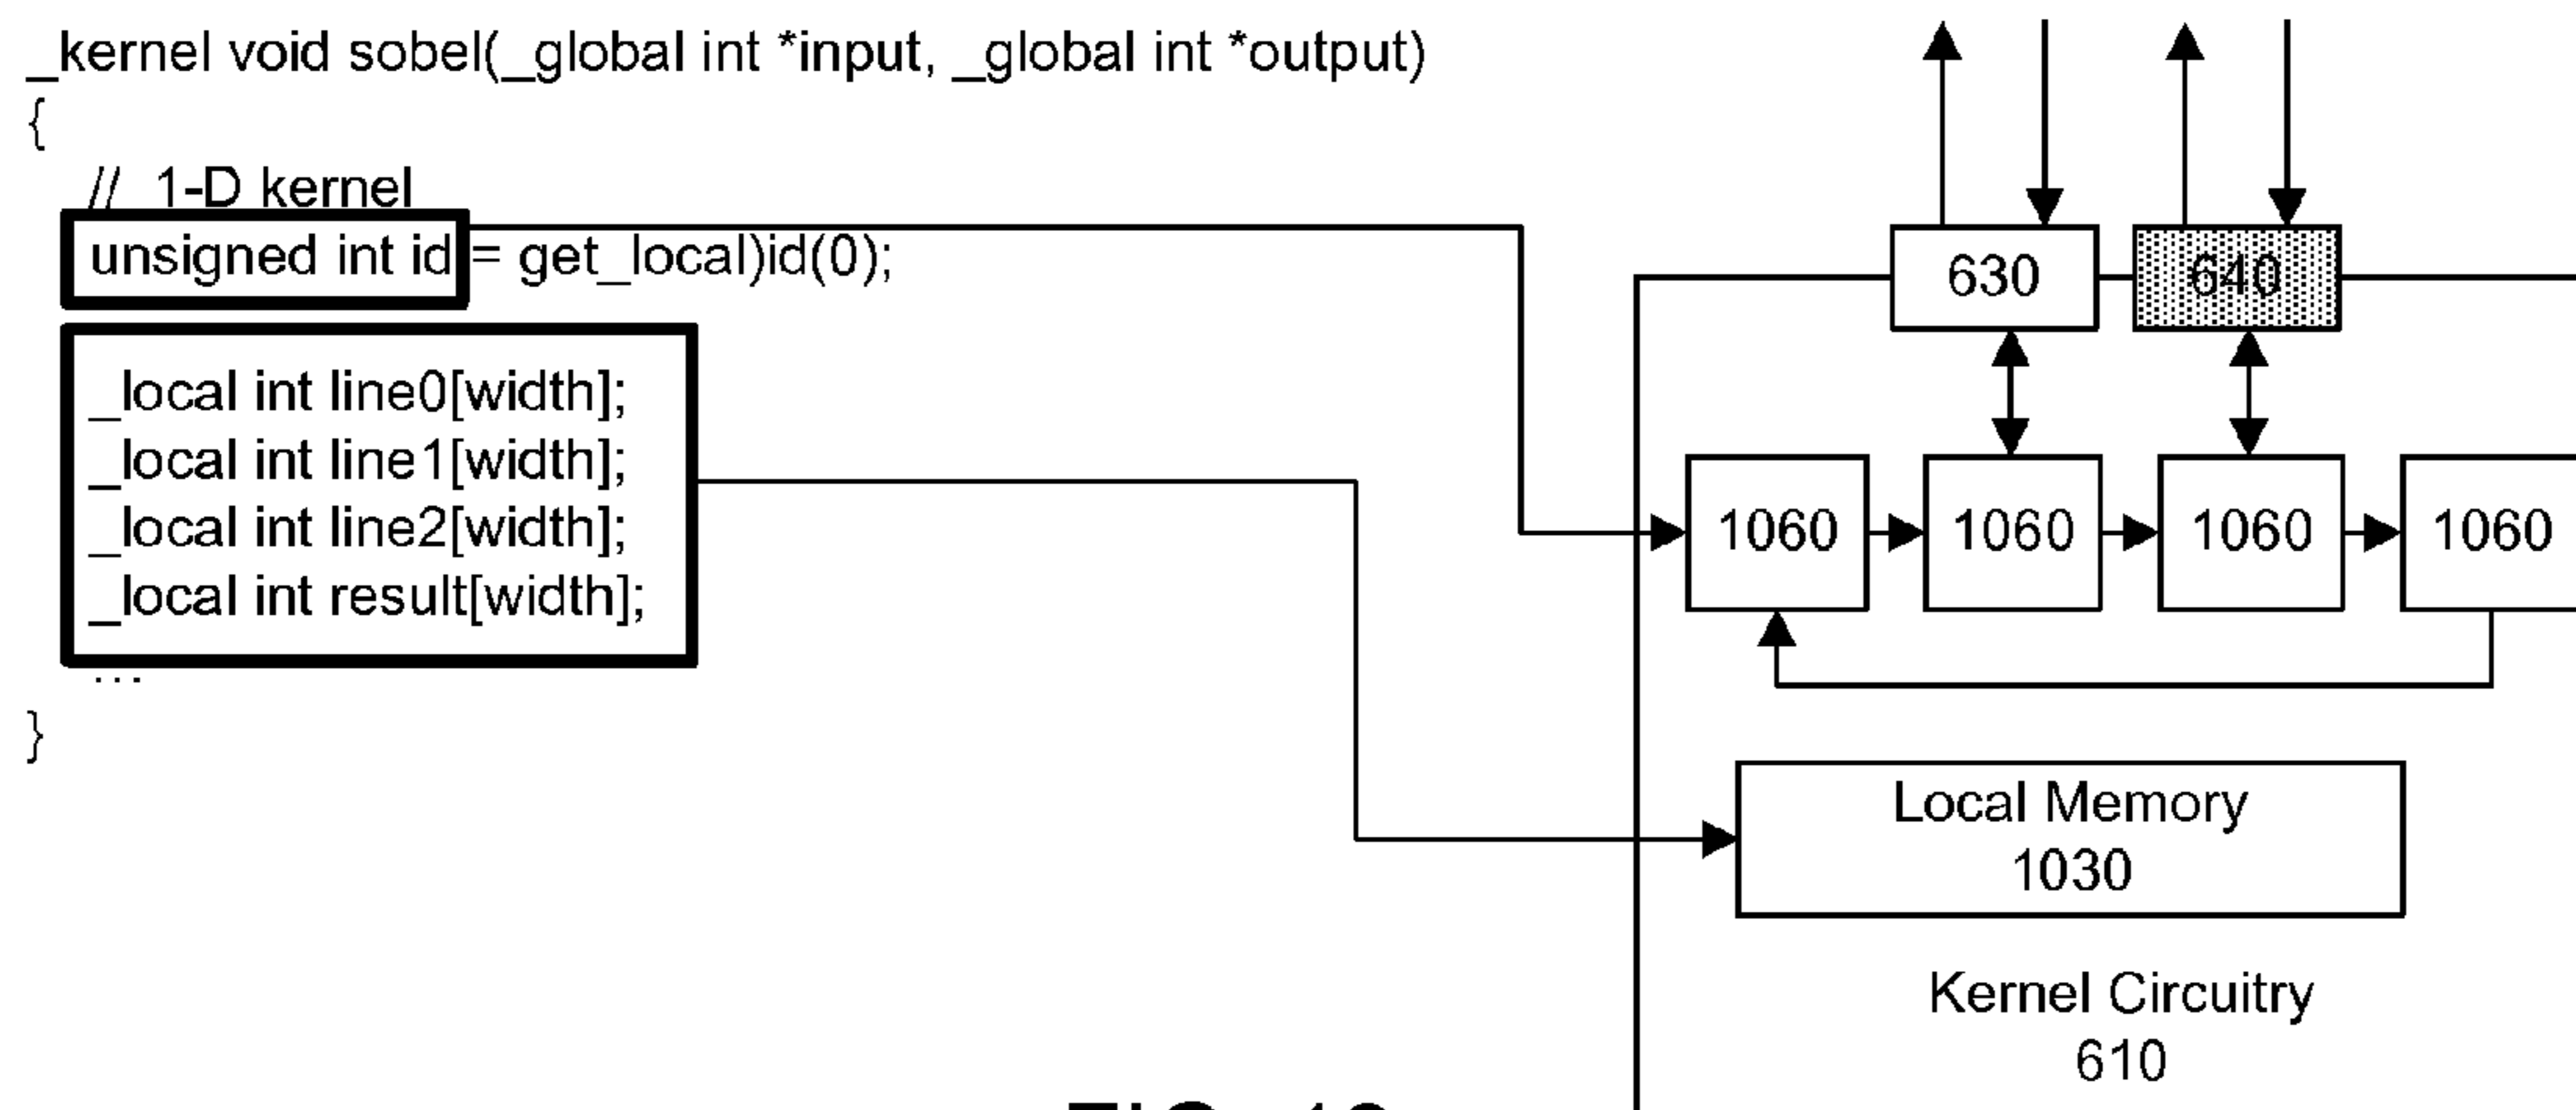 _kernel void sobel(_global int *input, _global int *output)
{
// 1-D kernel
unsigned int id = get_local)id(0);
_local int line0[width];
_local int line1[width];
_local int line2[width];
_local int result[width];
...
}
630
640
1060
1060
1060
1060
Local Memory
1030
Kernel Circuitry
610